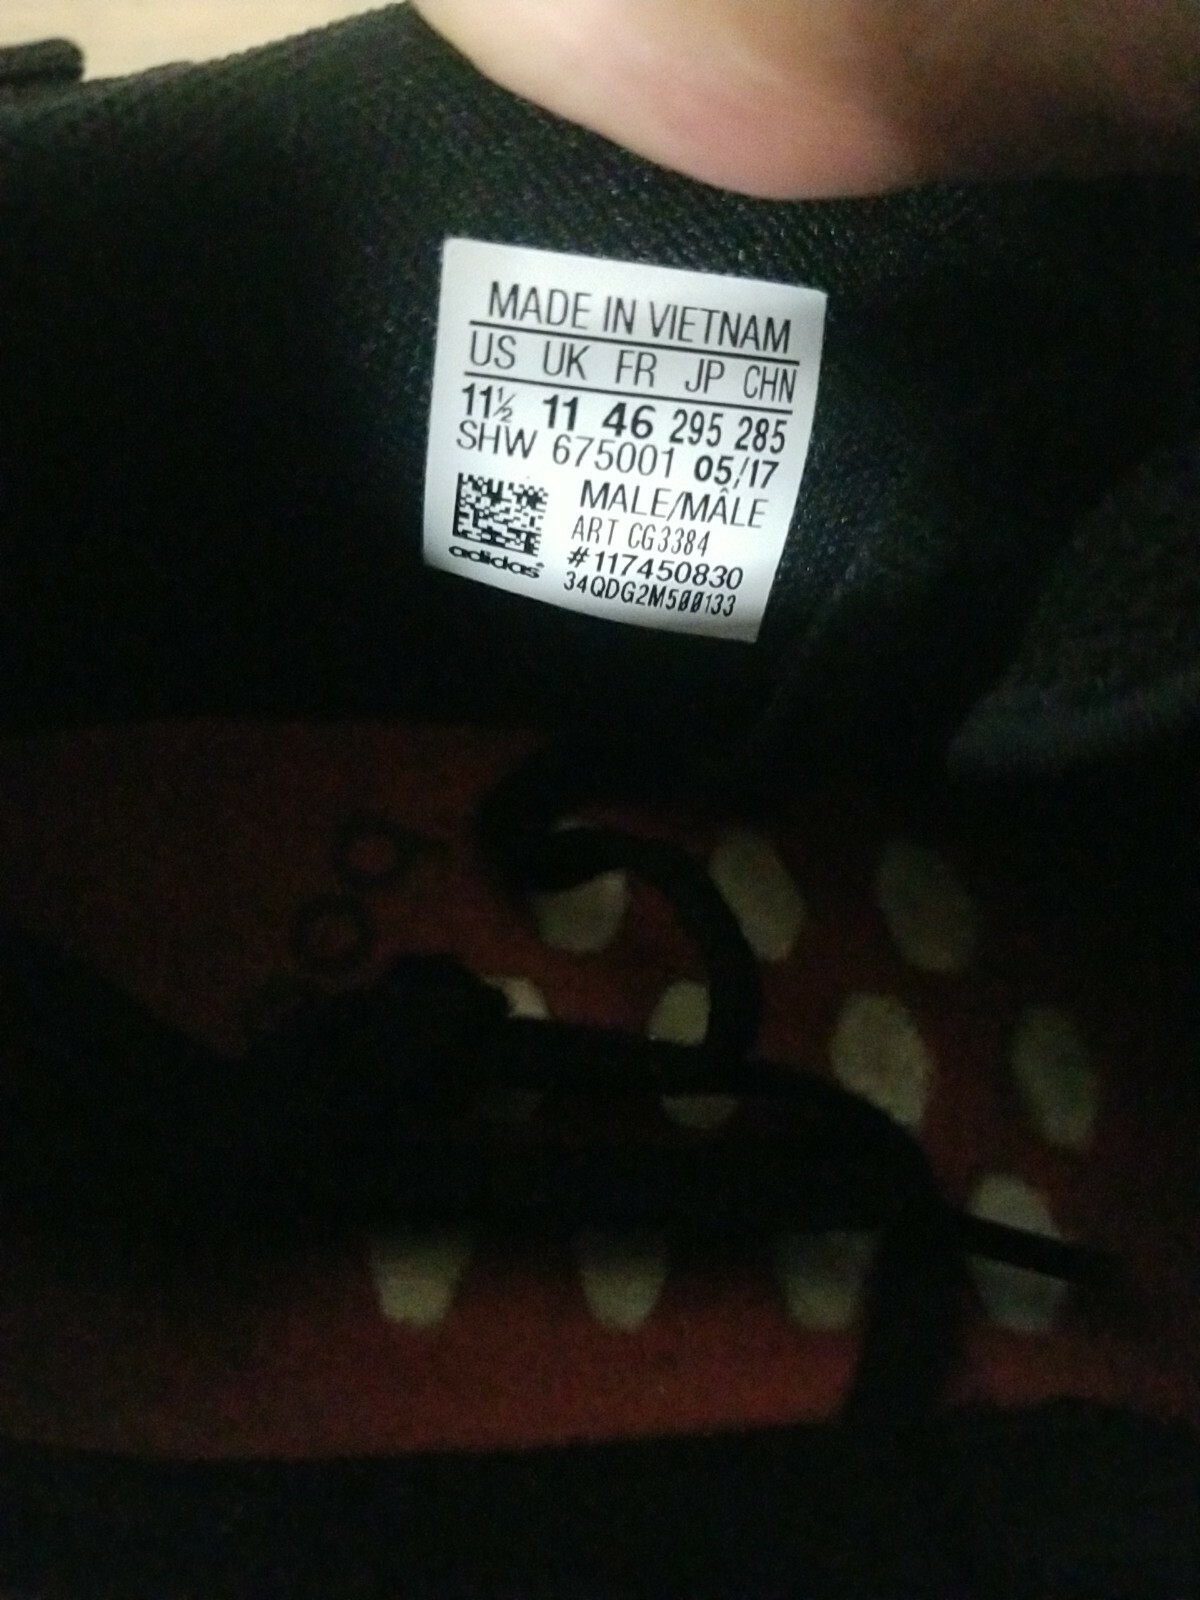 MADE IN VIETNAM
US UK FR JP CHN
11½ 11 46 295 285
SHW 675001 05/17
MALE/MÂLE
ART CG3384
#117450830
34QDG2M500133
adidas